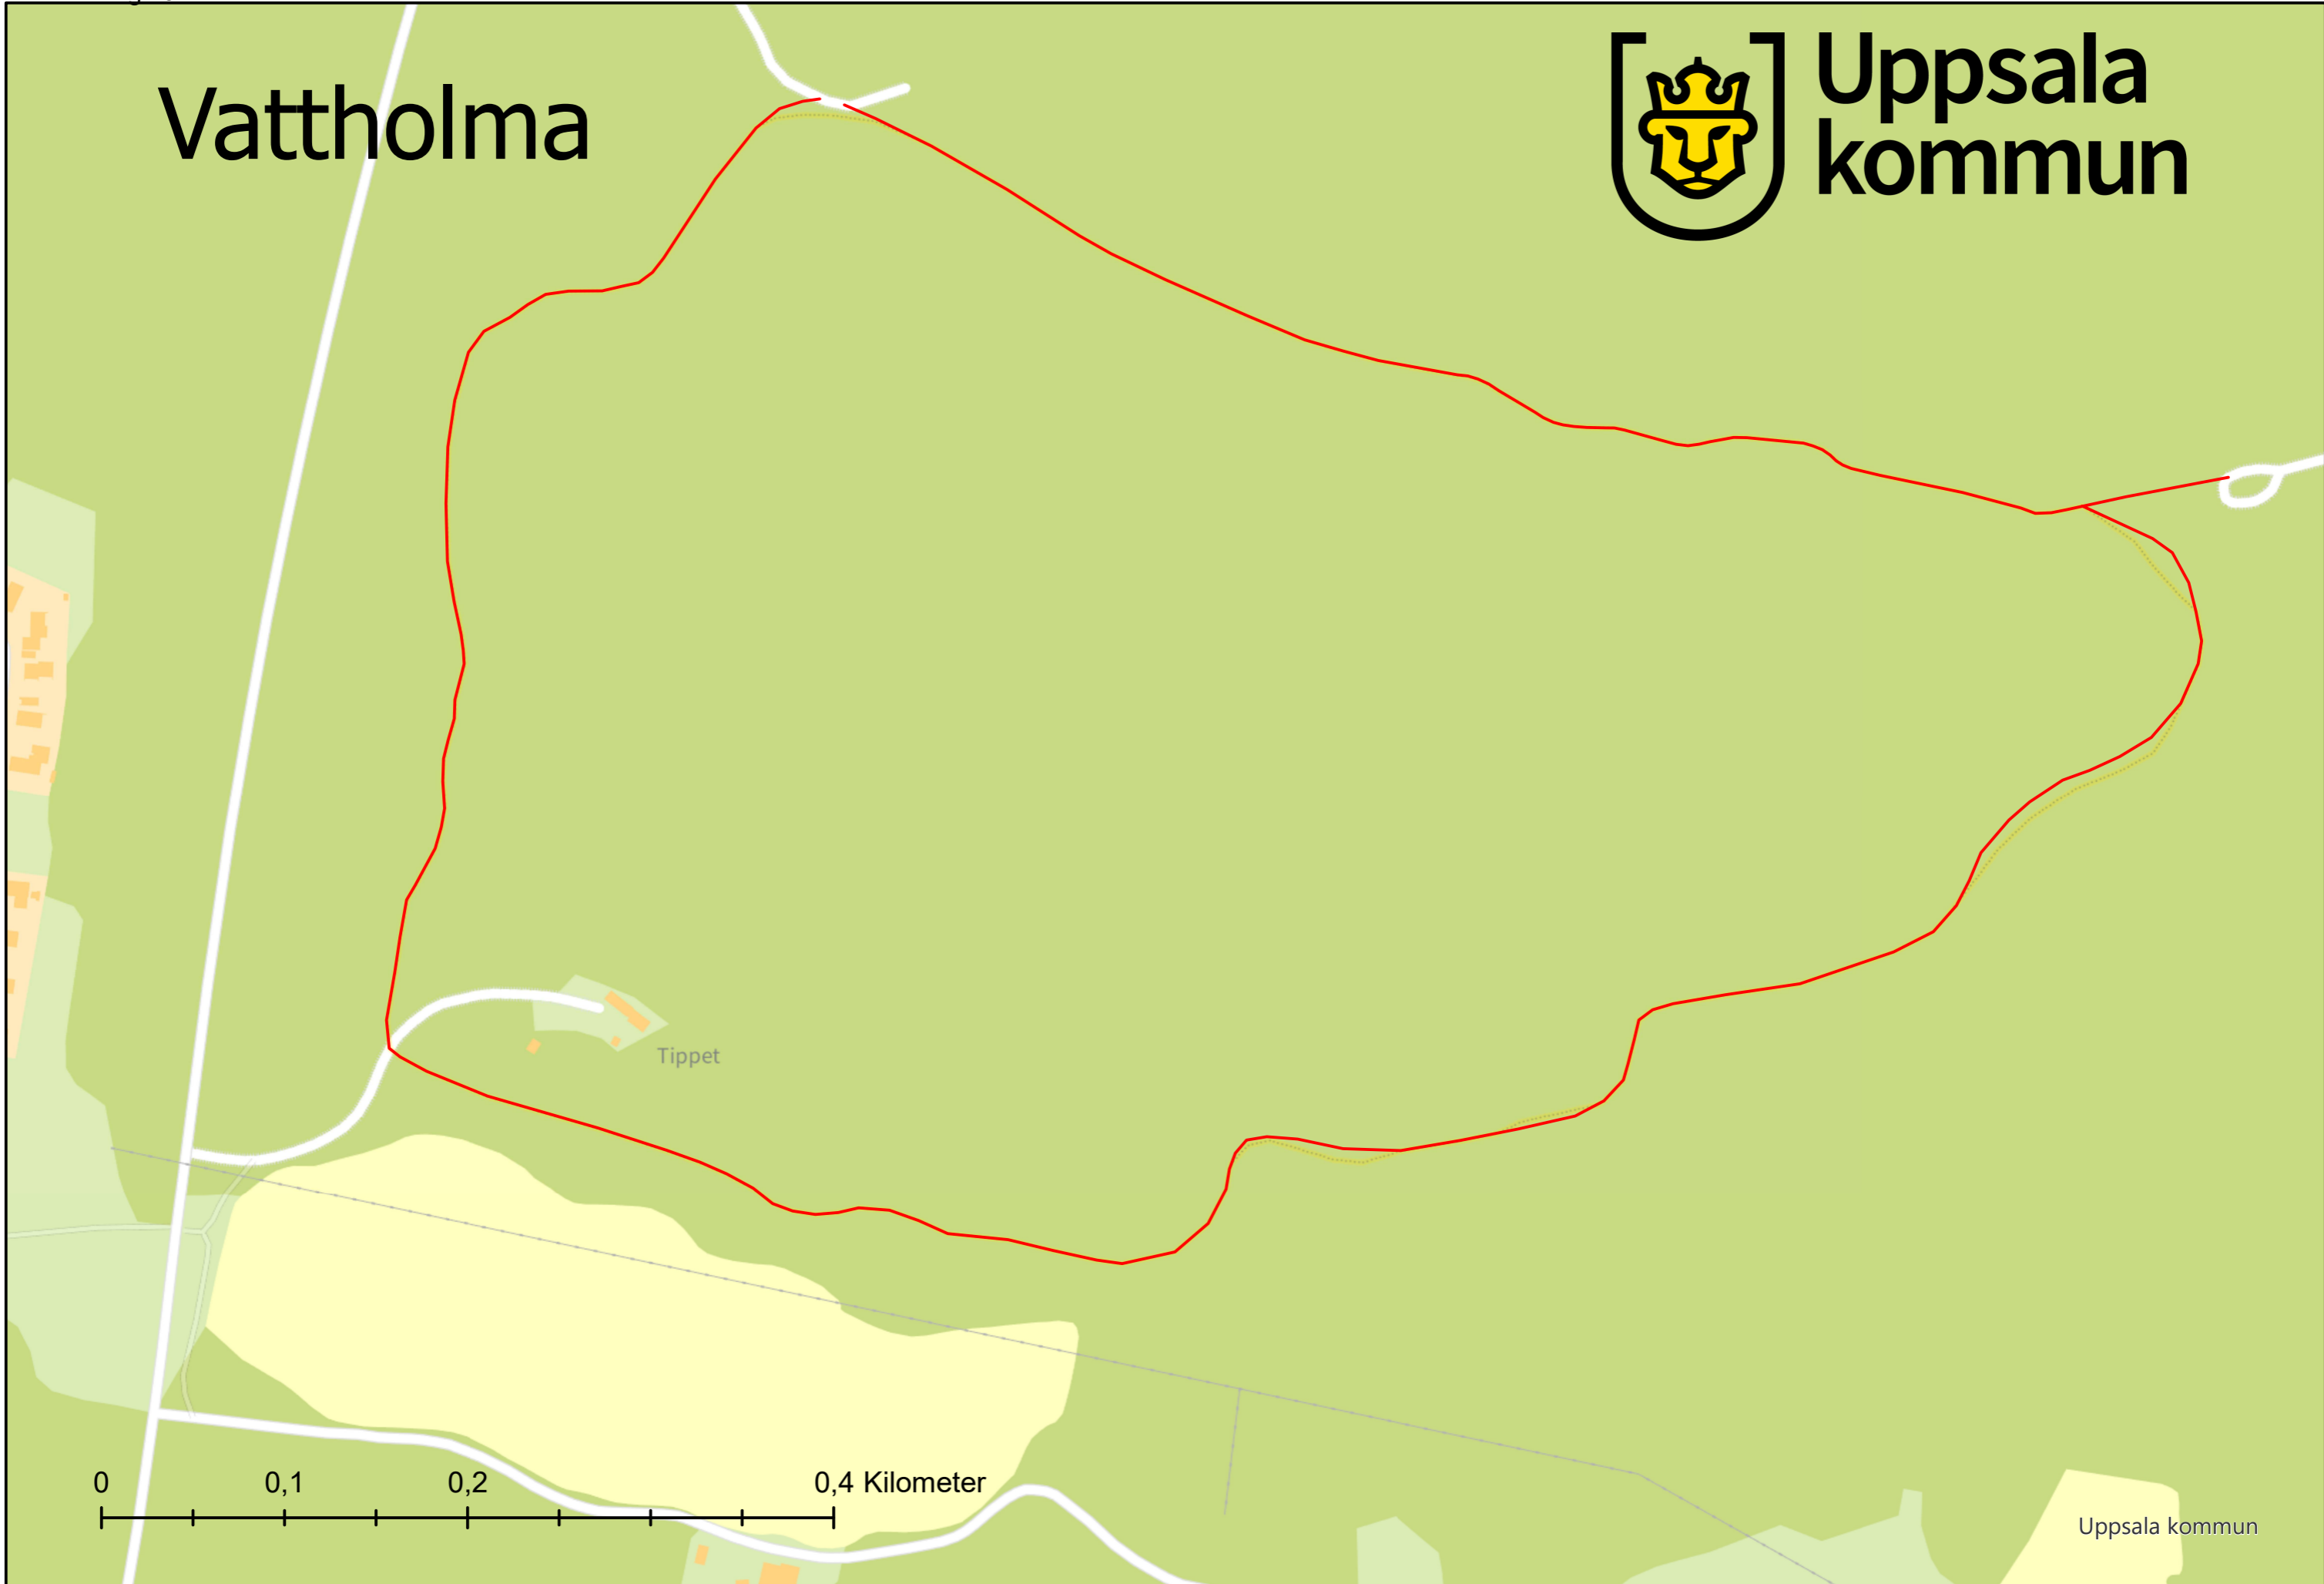 Vattholma
Uppsala
kommun
Tippet
0 0,1 0,2 0,4 Kilometer
Uppsala kommun